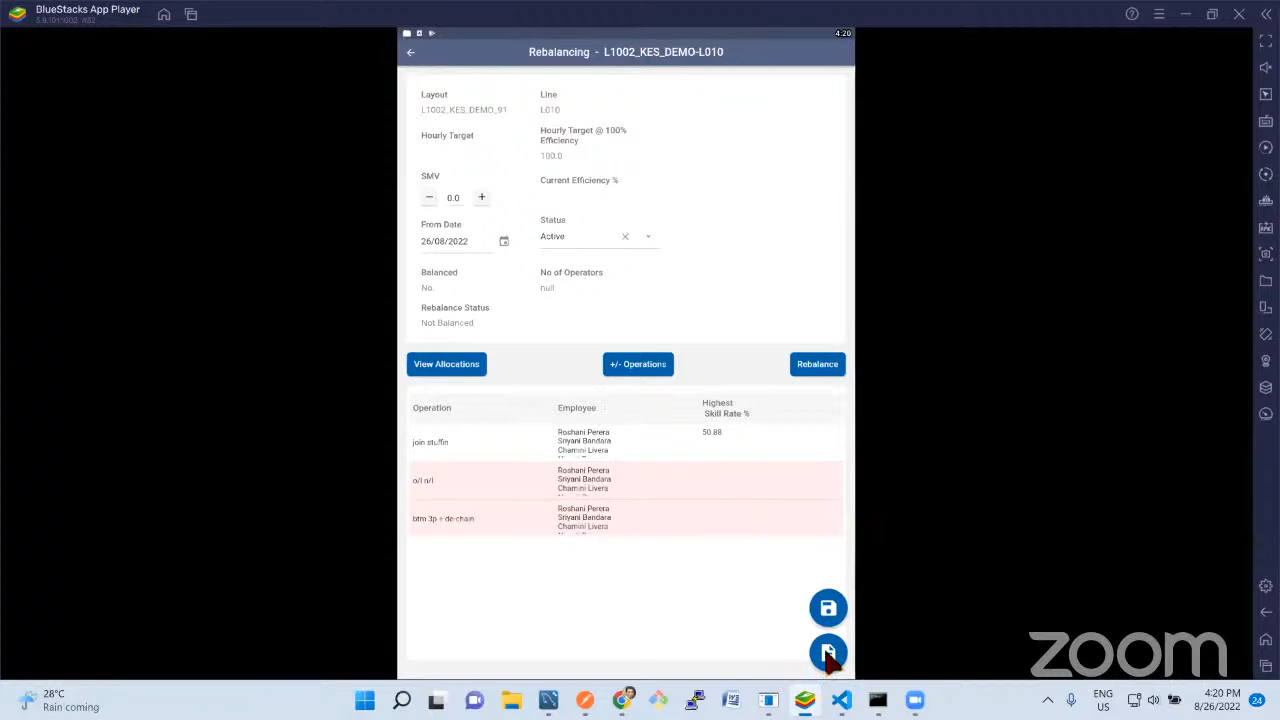 BlueStacks App Player
4:20
Rebalancing - L1002_KES_DEMO-L010
Layout
L1002_KES_DEMO_91
Line
L010
Hourly Target
Hourly Target @ 100%
Efficiency
100.0
SMV
0.0
Current Efficiency %
From Date
26/08/2022
Status
Active
Balanced
No.
No of Operators
null
Rebalance Status
Not Balanced
View Allocations
+/- Operations
Rebalance
Operation
Employee
Highest
Skill Rate %
join stuffin
Roshani Perera
Sriyani Bandara
Chamini Livera
50.88
o/l n/l
Roshani Perera
Sriyani Bandara
Chamini Livera
btm 3p + de-chain
Roshani Perera
Sriyani Bandara
Chamini Livera
zoom
28°C
Rain coming
ENG
US
4:20 PM
8/26/2022
24